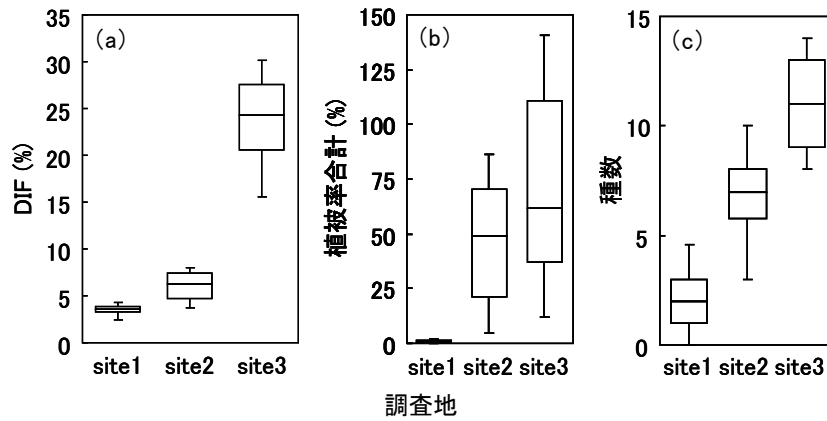 (a)
DIF (%)
35
30
25
20
15
10
5
0
site1 site2 site3
(b)
植被率合計 (%)
150
125
100
75
50
25
0
site1 site2 site3
(c)
種数
15
10
5
0
site1 site2 site3
調査地